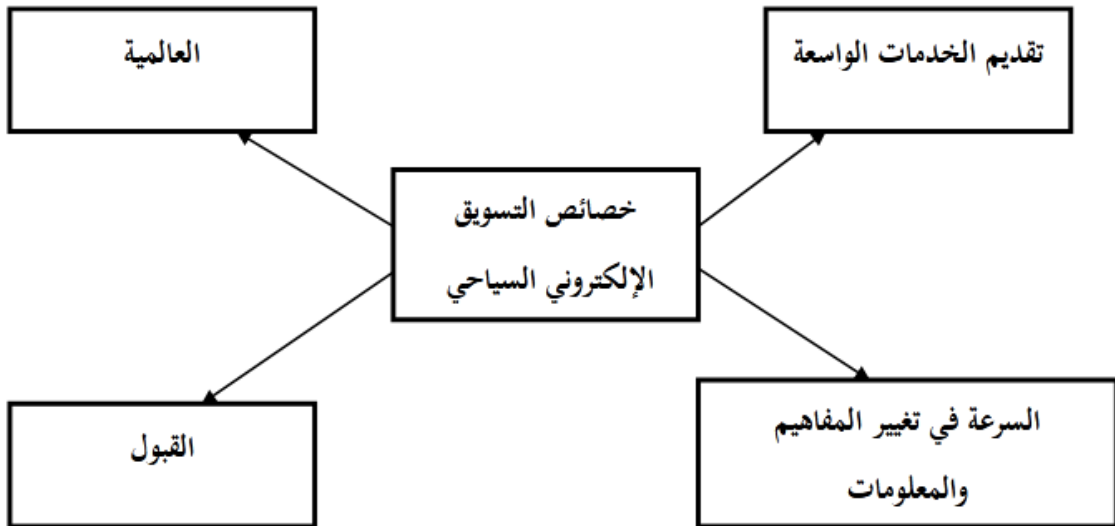 تقديم الخدمات الواسعة
العالمية
خصائص التسويق
الإلكتروني السياحي
السرعة في تغيير المفاهيم
والمعلومات
القبول